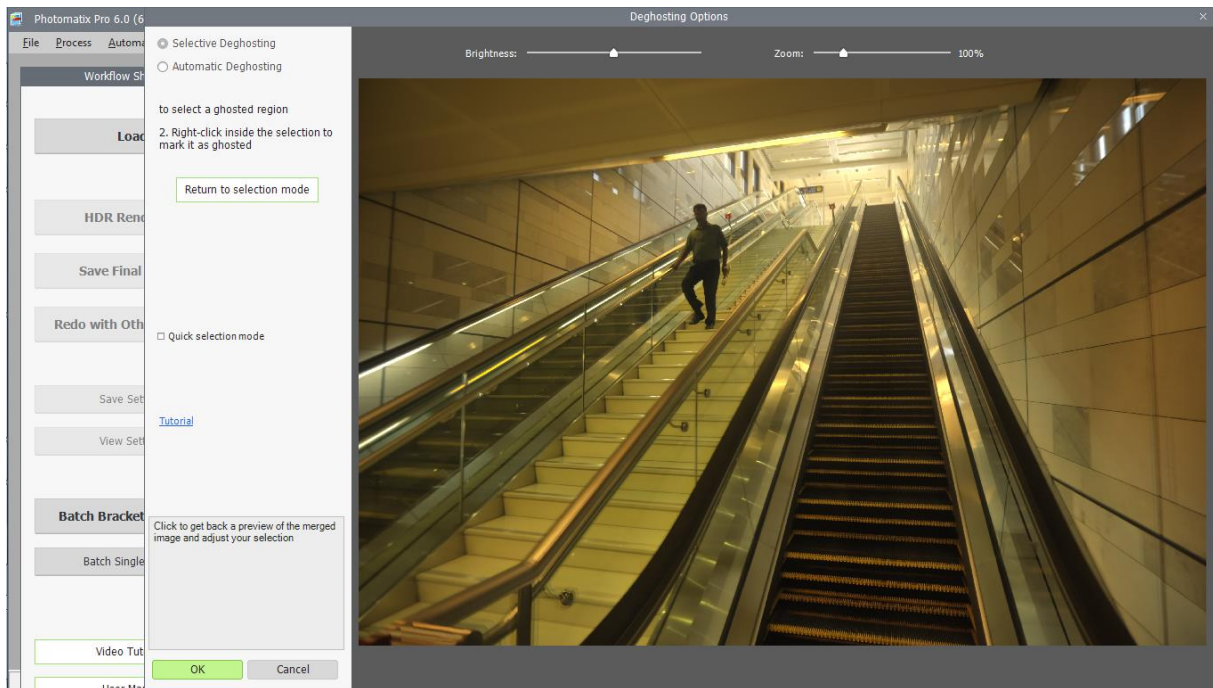 Photomatix Pro 6.0 (6
Deghosting Options
File Process Automa
Workflow Sh
Load
HDR Rend
Save Final
Redo with Oth
Save Sett
View Sett
Batch Bracket
Batch Single
Video Tut
Selective Deghosting
Automatic Deghosting
to select a ghosted region
2. Right-click inside the selection to
mark it as ghosted
Return to selection mode
Quick selection mode
Tutorial
Click to get back a preview of the merged
image and adjust your selection
OK Cancel
Brightness: Zoom: 100%